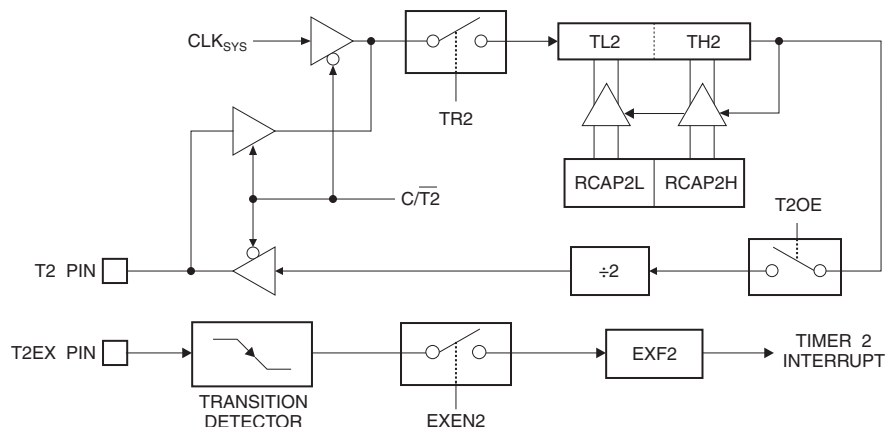 CLKSYS
TL2 TH2
TR2
RCAP2L RCAP2H
C/T2
T2OE
T2 PIN
÷2
T2EX PIN
EXF2
TIMER 2
INTERRUPT
TRANSITION
DETECTOR
EXEN2